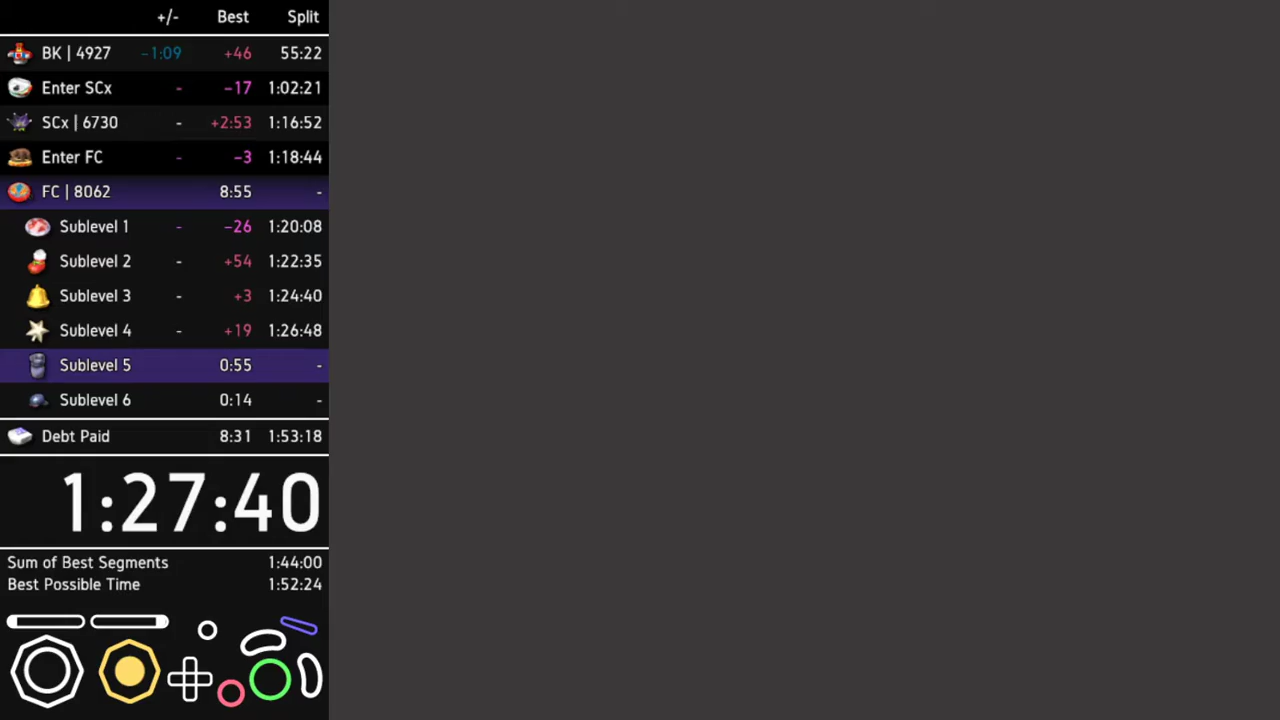 +/- Best Split
BK | 4927 -1:09 +46 55:22
Enter SCx - -17 1:02:21
SCx | 6730 - +2:53 1:16:52
Enter FC - -3 1:18:44
FC | 8062 8:55 -
Sublevel 1 - -26 1:20:08
Sublevel 2 - +54 1:22:35
Sublevel 3 - +3 1:24:40
Sublevel 4 - +19 1:26:48
Sublevel 5 0:55 -
Sublevel 6 0:14 -
Debt Paid 8:31 1:53:18
1:27:40
Sum of Best Segments 1:44:00
Best Possible Time 1:52:24